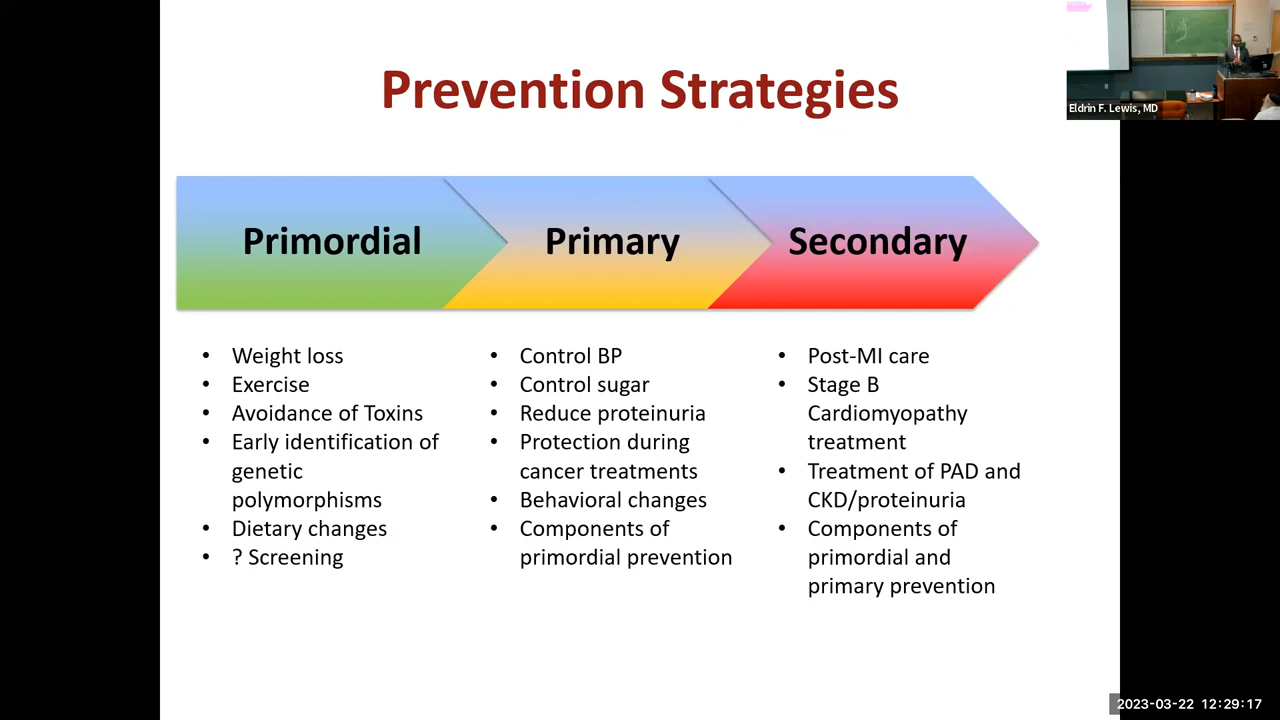 Prevention Strategies
Eldrin F. Lewis, MD
Primordial
Primary
Secondary
• Weight loss
• Exercise
• Avoidance of Toxins
• Early identification of
genetic
polymorphisms
• Dietary changes
• ? Screening
• Control BP
• Control sugar
• Reduce proteinuria
• Protection during
cancer treatments
• Behavioral changes
• Components of
primordial prevention
• Post-MI care
• Stage B
Cardiomyopathy
treatment
• Treatment of PAD and
CKD/proteinuria
• Components of
primordial and
primary prevention
2023-03-22 12:29:17